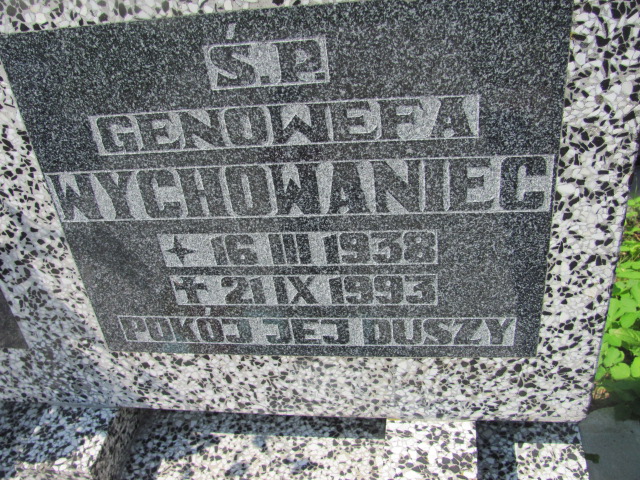 Ś.P.
GENOWEFA
WYCHOWANIEC
16 III 1938
21 IX 1993
POKÓJ JEJ DUSZY